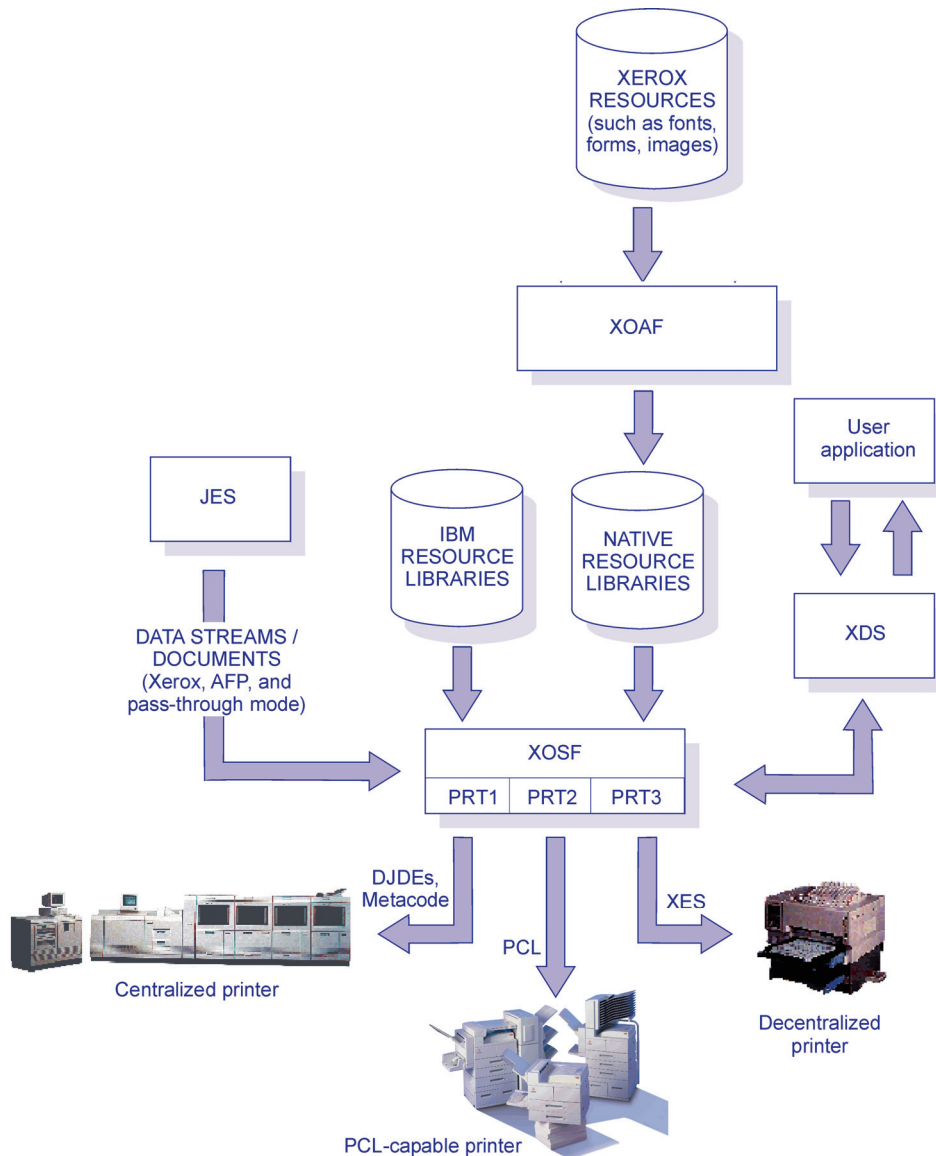 XEROX
RESOURCES
(such as fonts,
forms, images)
XOAF
User
application
JES
IBM
RESOURCE
LIBRARIES
NATIVE
RESOURCE
LIBRARIES
XDS
DATA STREAMS /
DOCUMENTS
(Xerox, AFP, and
pass-through mode)
XOSF
PRT1 PRT2 PRT3
DJDEs,
Metacode
PCL
XES
Centralized printer
Decentralized
printer
PCL-capable printer